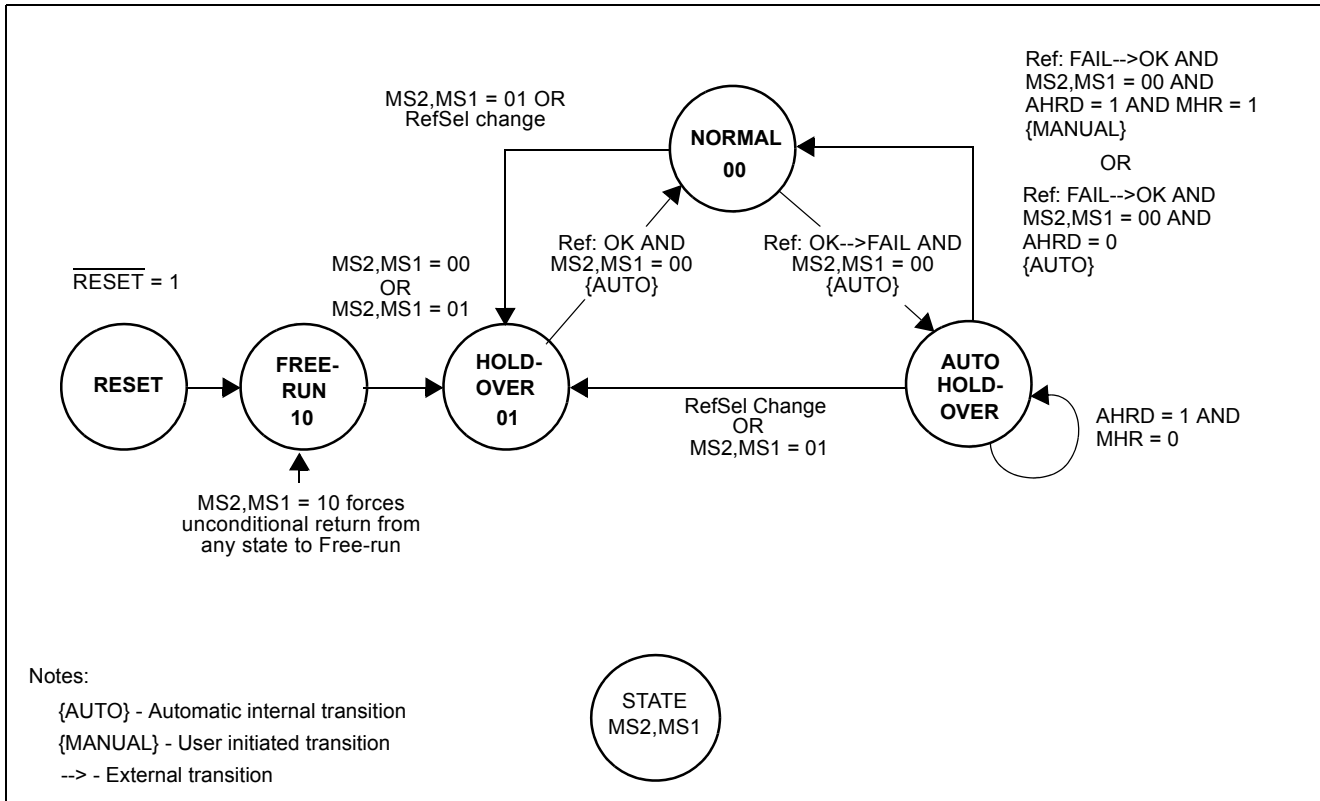 Ref: FAIL-->OK AND
MS2,MS1 = 00 AND
AHRD = 1 AND MHR = 1
{MANUAL}
OR
Ref: FAIL-->OK AND
MS2,MS1 = 00 AND
AHRD = 0
{AUTO}
MS2,MS1 = 01 OR
RefSel change
NORMAL
00
Ref: OK AND
MS2,MS1 = 00
{AUTO}
Ref: OK-->FAIL AND
MS2,MS1 = 00
{AUTO}
RESET = 1
MS2,MS1 = 00
OR
MS2,MS1 = 01
RESET
FREE-
RUN
10
HOLD-
OVER
01
AUTO
HOLD-
OVER
RefSel Change
OR
MS2,MS1 = 01
AHRD = 1 AND
MHR = 0
MS2,MS1 = 10 forces
unconditional return from
any state to Free-run
Notes:
{AUTO} - Automatic internal transition
{MANUAL} - User initiated transition
--> - External transition
STATE
MS2,MS1